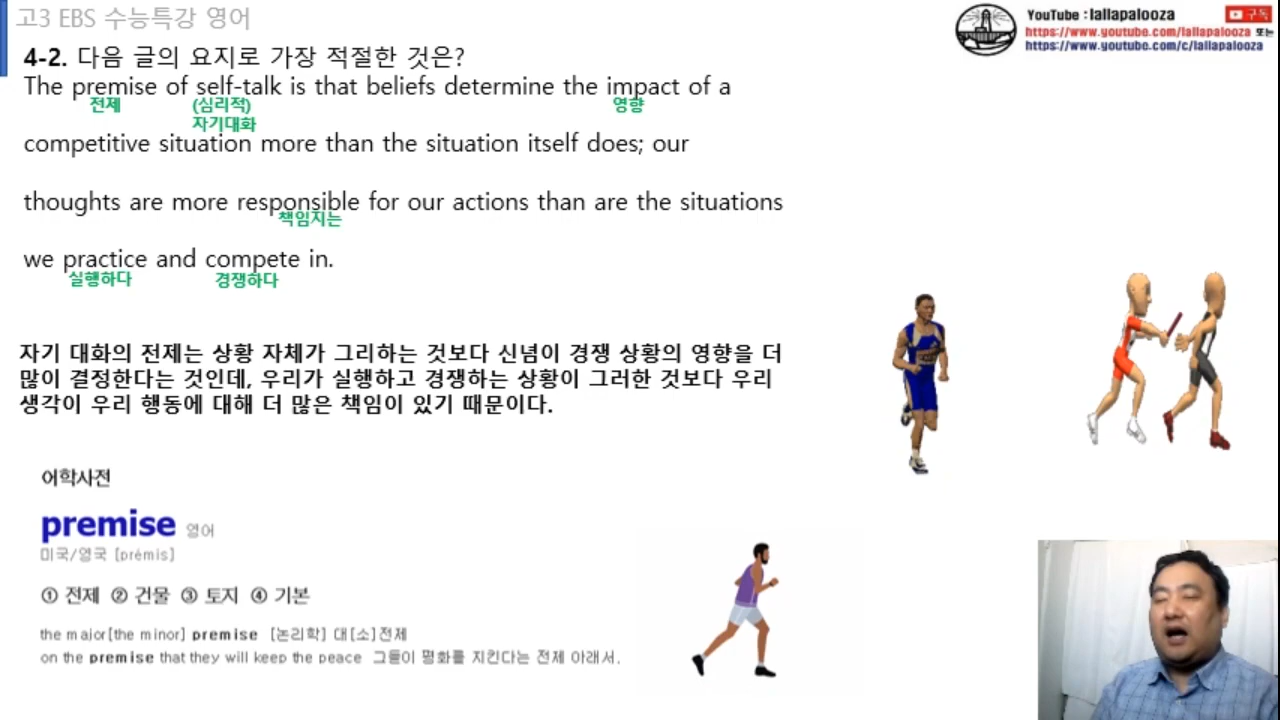 고3 EBS 수능특강 영어
YouTube : lallapalooza
구독
https://www.youtube.com/lallapalooza 또는
https://www.youtube.com/c/lallapalooza
4-2. 다음 글의 요지로 가장 적절한 것은?
The premise of self-talk is that beliefs determine the impact of a
전제 (심리적) 영향
자기대화
competitive situation more than the situation itself does; our
thoughts are more responsible for our actions than are the situations
책임지는
we practice and compete in.
실행하다 경쟁하다
자기 대화의 전제는 상황 자체가 그리하는 것보다 신념이 경쟁 상황의 영향을 더
많이 결정한다는 것인데, 우리가 실행하고 경쟁하는 상황이 그러한 것보다 우리
생각이 우리 행동에 대해 더 많은 책임이 있기 때문이다.
어학사전
premise 영어
미국/영국 [prémis]
① 전제 ② 건물 ③ 토지 ④ 기본
the major[the minor] premise [논리학] 대[소]전제
on the premise that they will keep the peace 그들이 평화를 지킨다는 전제 아래서.